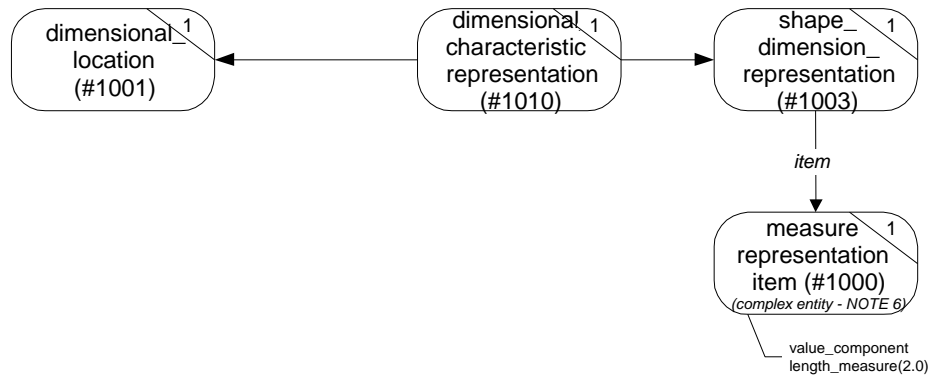 dimensional_
location
(#1001)
1
dimensional
characteristic
representation
(#1010)
1
shape_
dimension_
representation
(#1003)
1
item
measure
representation
item (#1000)
(complex entity - NOTE 6)
1
value_component
length_measure(2.0)